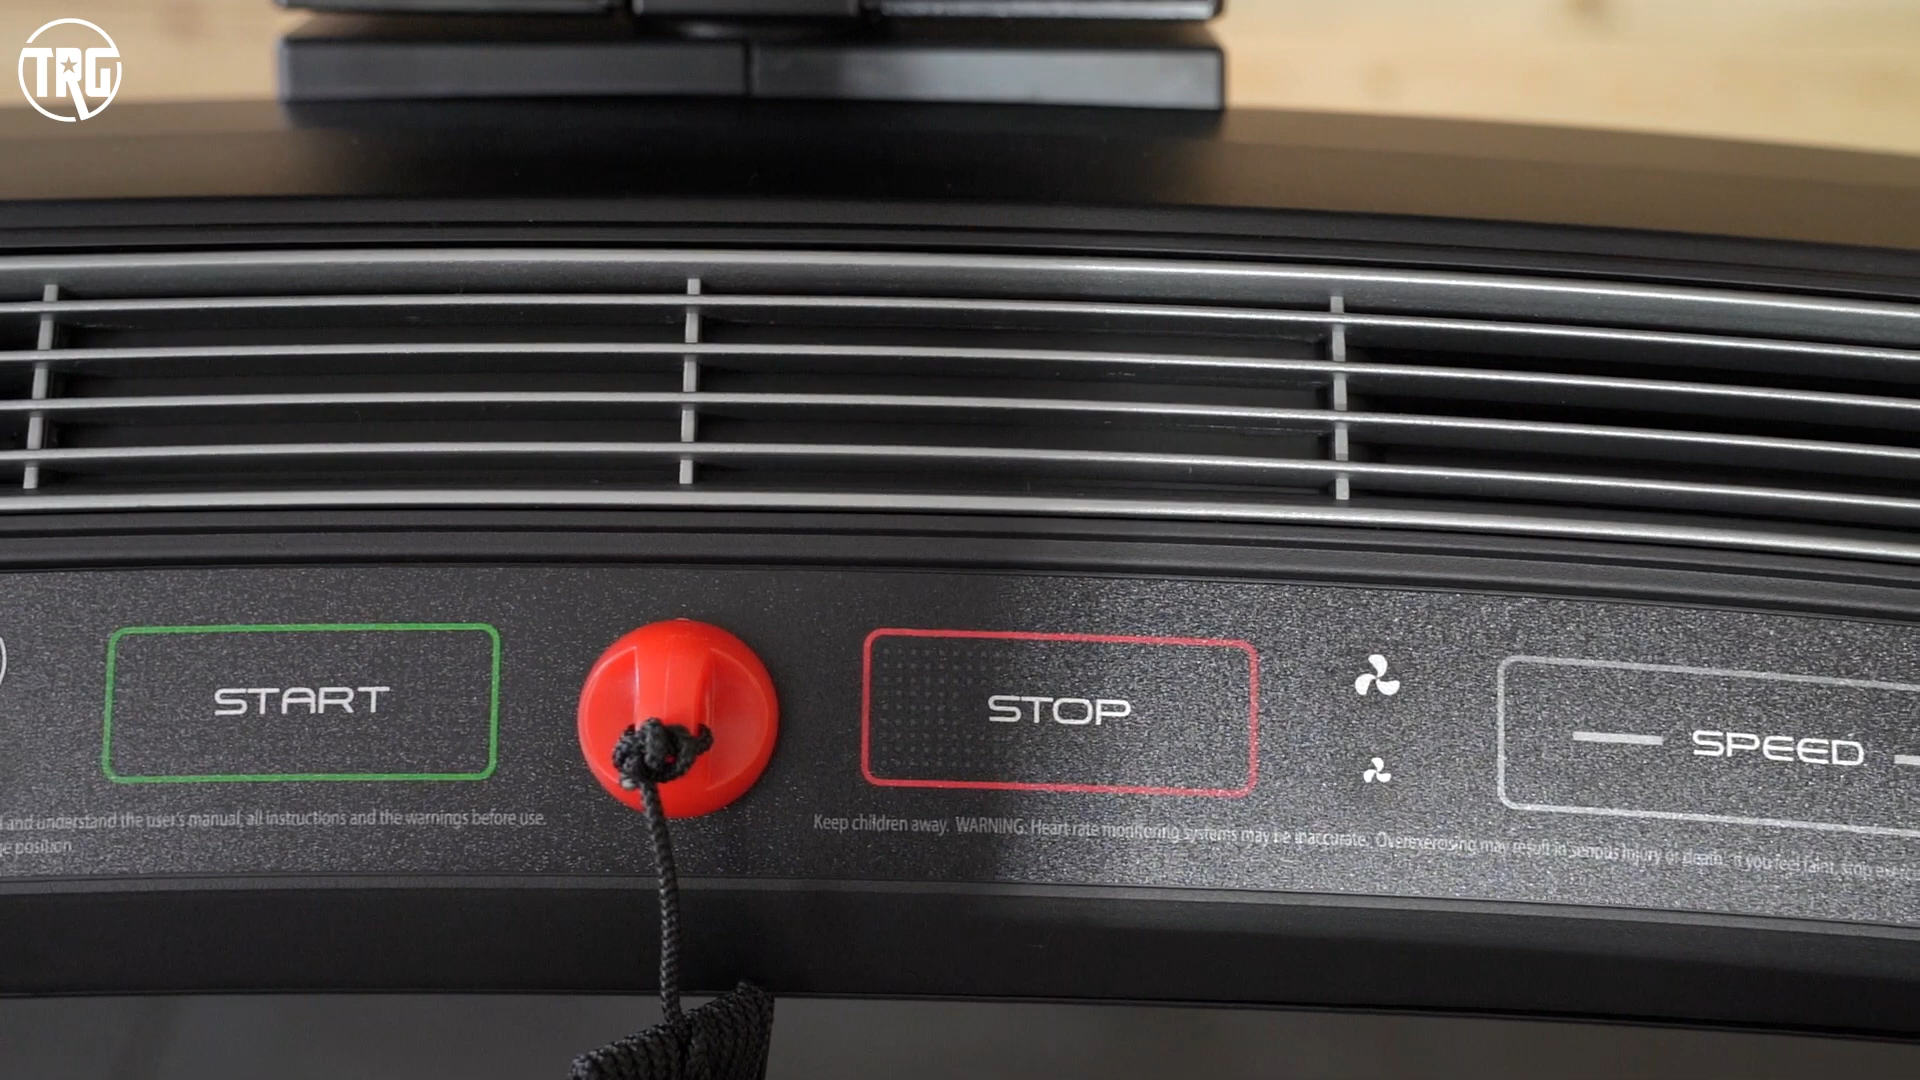 TRG
START
STOP
SPEED
and understand the user's manual, all instructions and the warnings before use.
position.
Keep children away. WARNING: Heart rate monitoring systems may be inaccurate. Overexerosing may result in serious injury or death. If you feel faint, stop